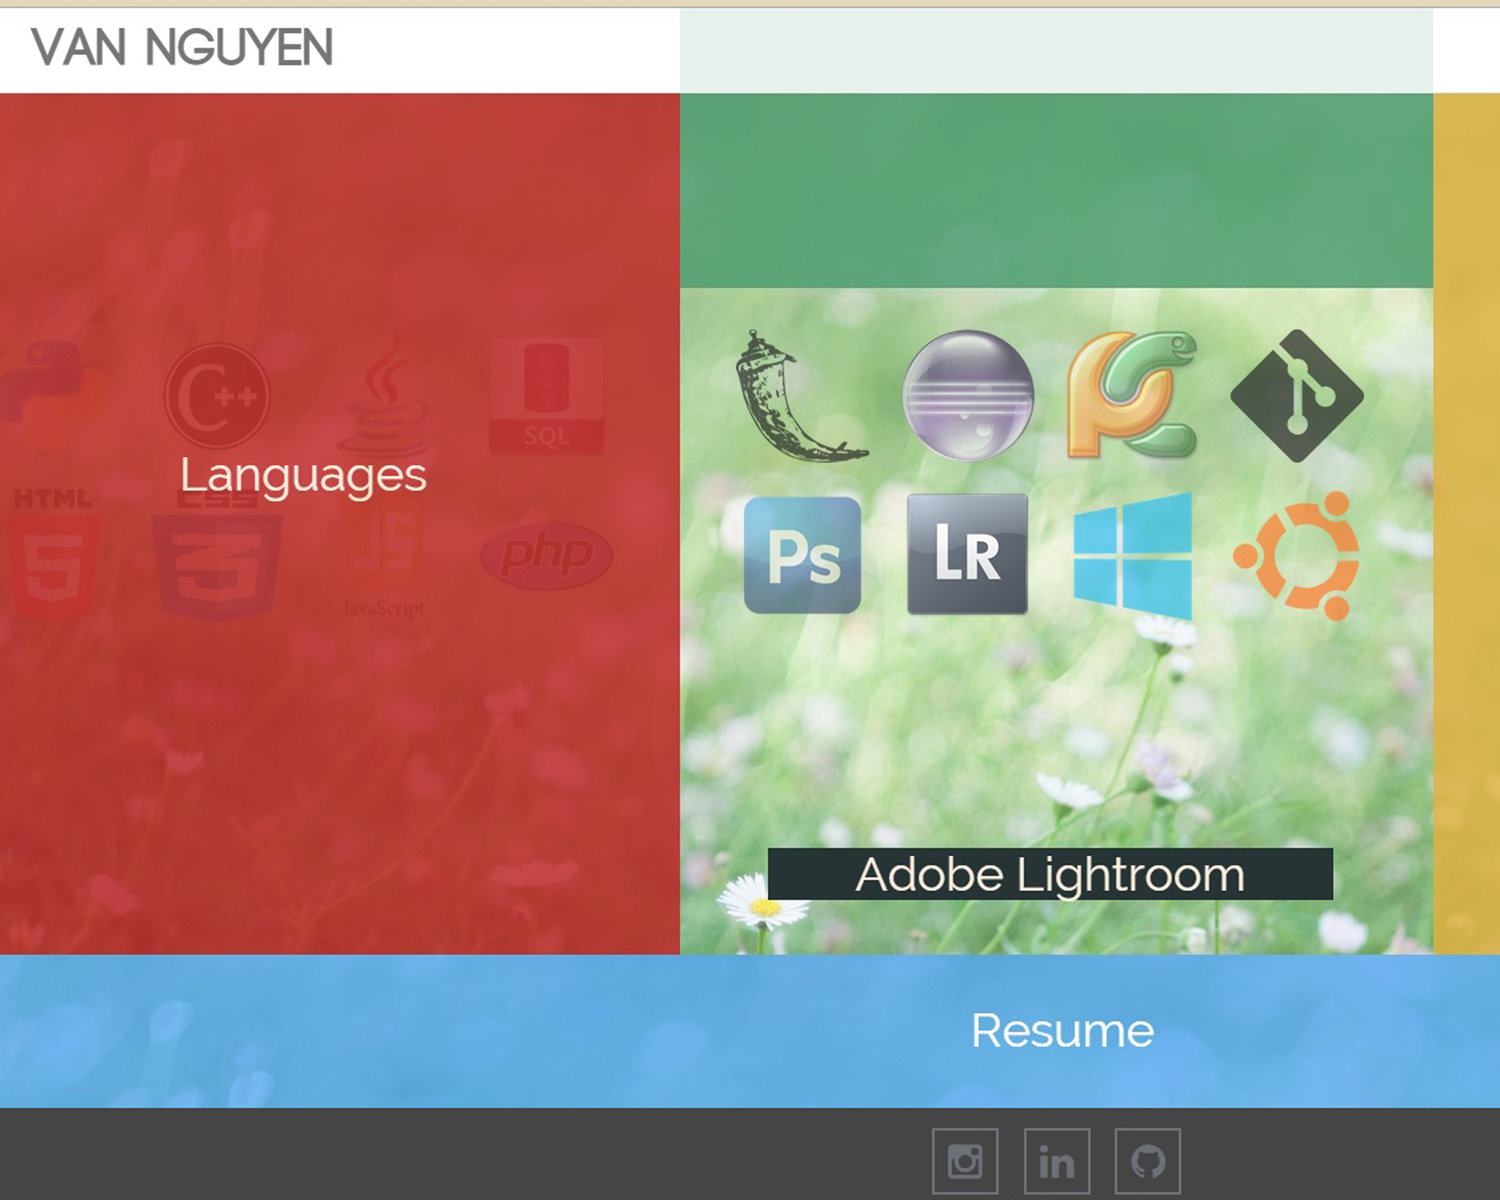 VAN NGUYEN
C++
SQL
Languages
HTML
5
CSS
3
JS
JavaScript
php
Ps
LR
Adobe Lightroom
Resume
in